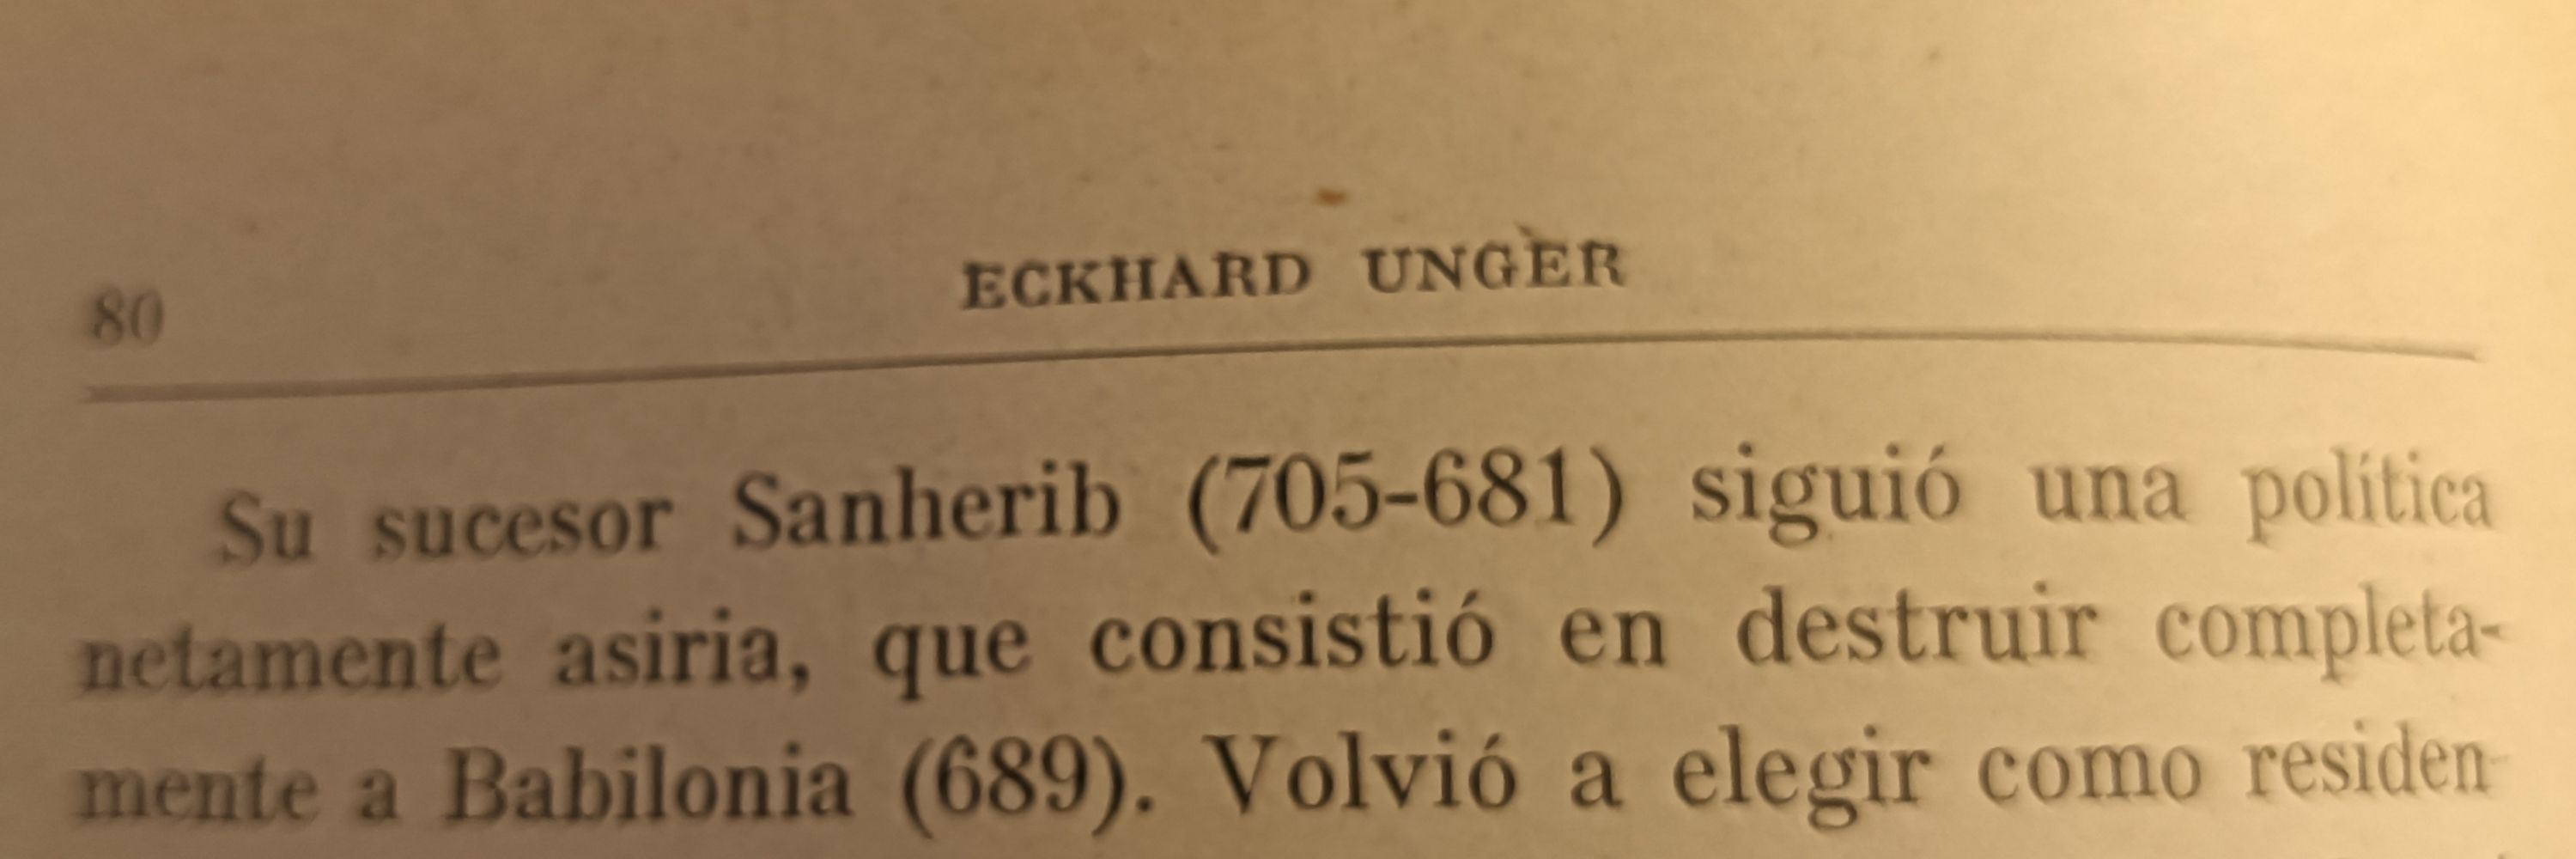 80 ECKHARD UNGER
Su sucesor Sanherib (705-681) siguió una política
netamente asiria, que consistió en destruir completa-
mente a Babilonia (689). Volvió a elegir como residen-